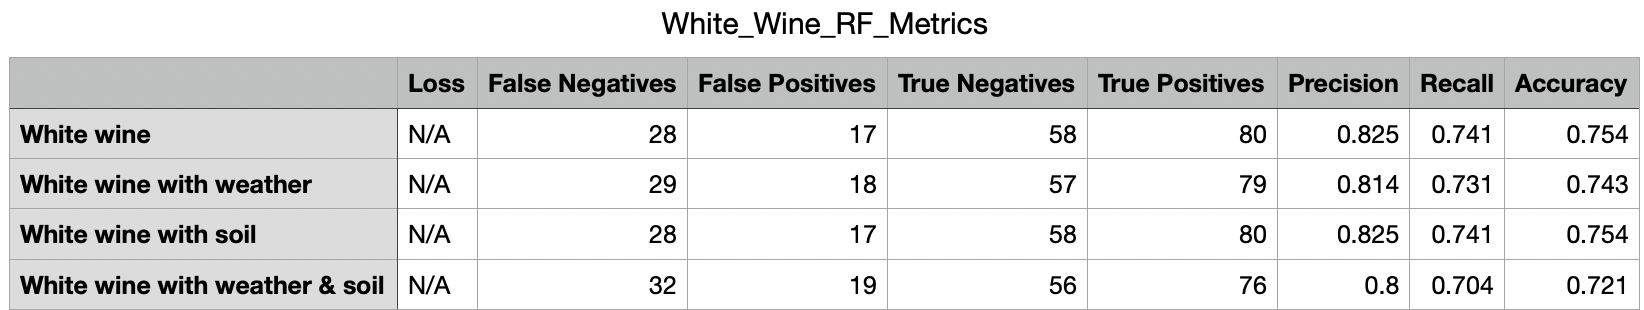 White_Wine_RF_Metrics
Loss False Negatives False Positives True Negatives True Positives Precision Recall Accuracy
White wine N/A 28 17 58 80 0.825 0.741 0.754
White wine with weather N/A 29 18 57 79 0.814 0.731 0.743
White wine with soil N/A 28 17 58 80 0.825 0.741 0.754
White wine with weather & soil N/A 32 19 56 76 0.8 0.704 0.721